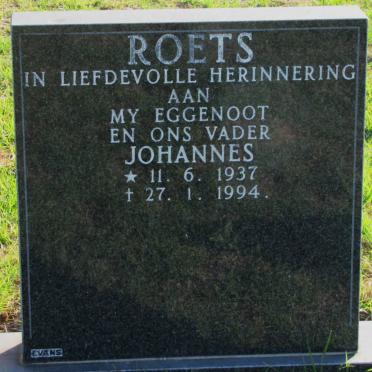 ROETS
IN LIEFDEVOLLE HERINNERING
AAN
MY EGGENOOT
EN ONS VADER
JOHANNES
★ 11. 6. 1937
† 27. 1. 1994.
EVANS